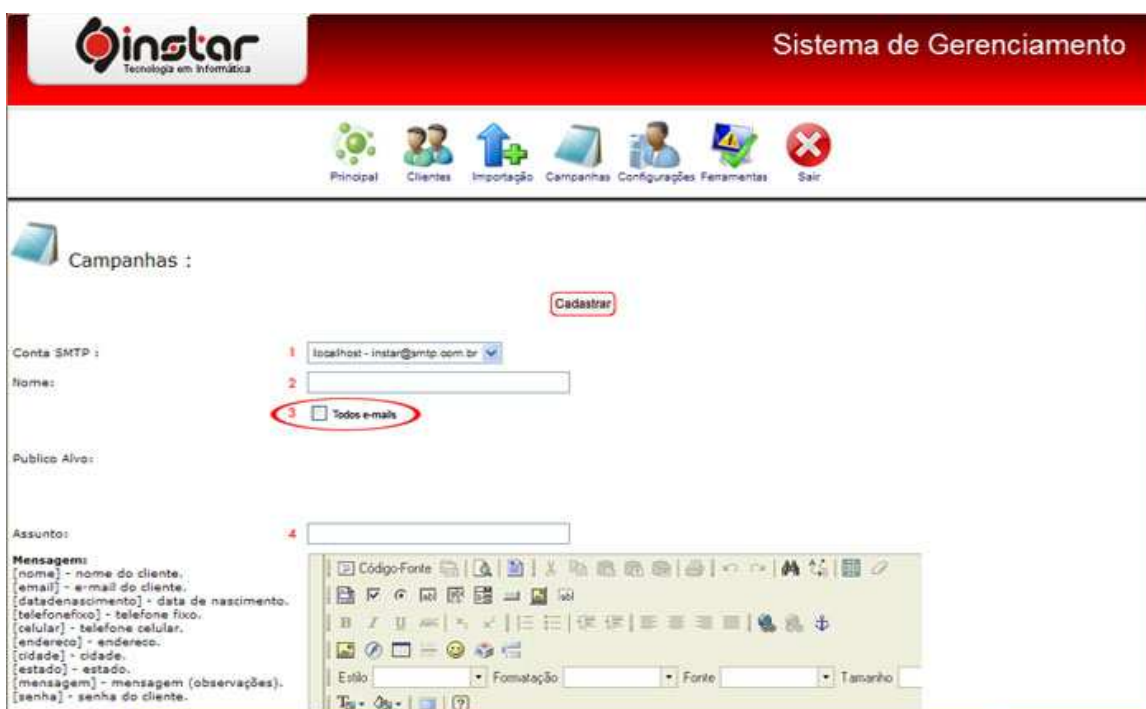 instar
Tecnologia em Informática
Sistema de Gerenciamento
Principal Clientes Importação Campanhas Configurações Ferramentas Sair
Campanhas :
Cadastrar
Conta SMTP : 1 localhost - instar@smtp.com.br
Nome: 2
3 Todos e-mails
Publico Alvo:
Assunto: 4
Mensagem:
[nome] - nome do cliente.
[email] - e-mail do cliente.
[datadenascimento] - data de nascimento.
[telefonefixo] - telefone fixo.
[celular] - telefone celular.
[endereco] - endereco.
[cidade] - cidade.
[estado] - estado.
[mensagem] - mensagem (observações).
[senha] - senha do cliente.
Código-Fonte
B I U ABC
Estilo Formatação Fonte Tamanho